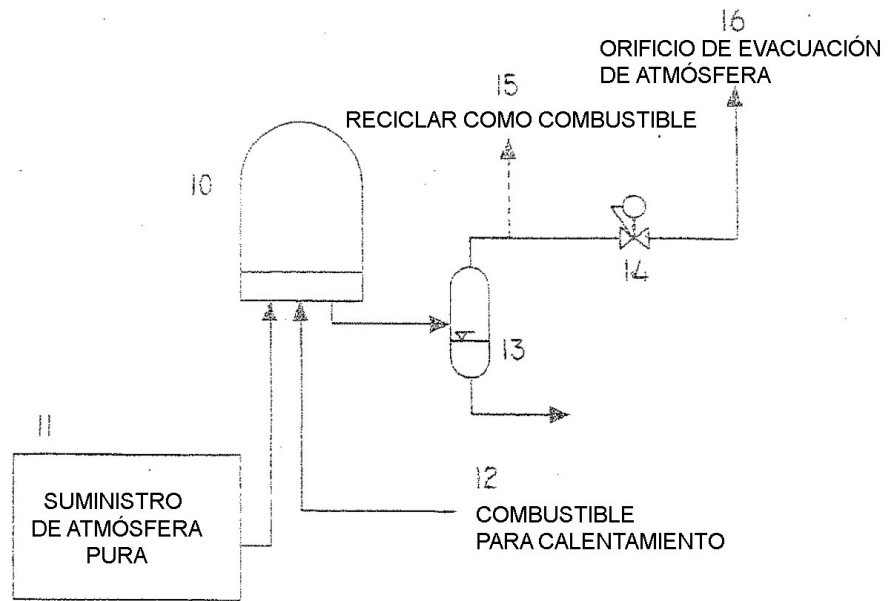 16
ORIFICIO DE EVACUACIÓN
DE ATMÓSFERA
15
RECICLAR COMO COMBUSTIBLE
10
14
13
11
SUMINISTRO
DE ATMÓSFERA
PURA
12
COMBUSTIBLE
PARA CALENTAMIENTO